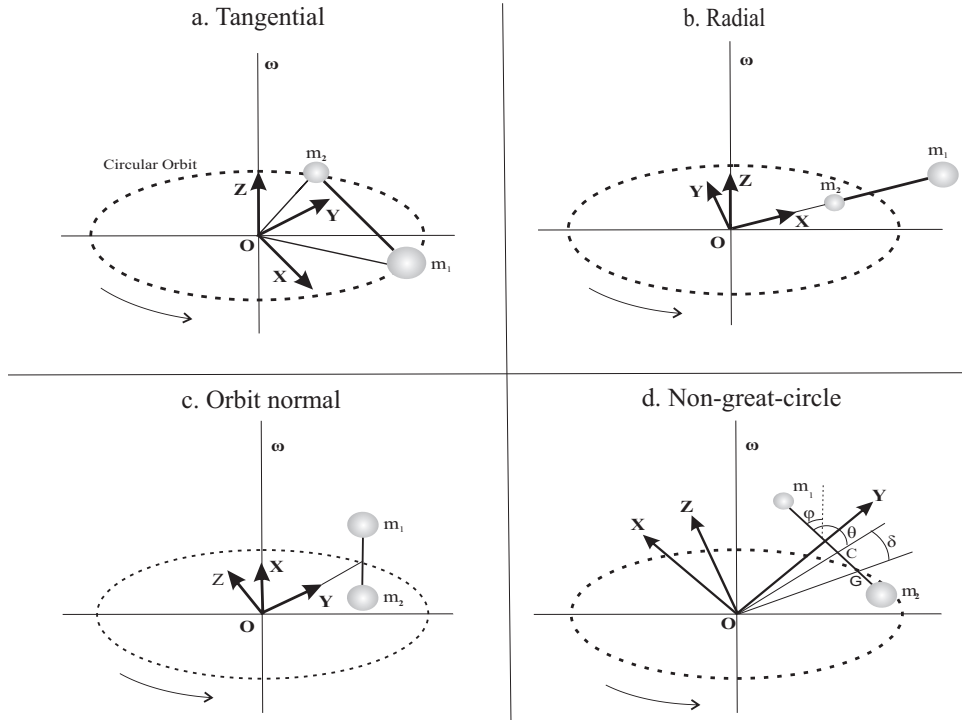 a. Tangential
ω
Circular Orbit
m₂
Z
Y
O
X
m₁
b. Radial
ω
m₁
m₂
Y
Z
X
O
c. Orbit normal
ω
m₁
X
Z
Y
m₂
O
d. Non-great-circle
ω
m₁
Y
φ
Z
X
θ
δ
C
G
m₂
O